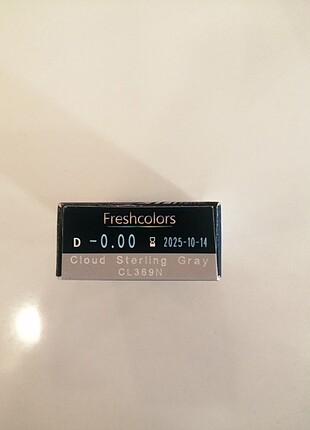 Freshcolors
D -0.00 ⌛ 2025-10-14
Cloud Sterling Gray
CL369N